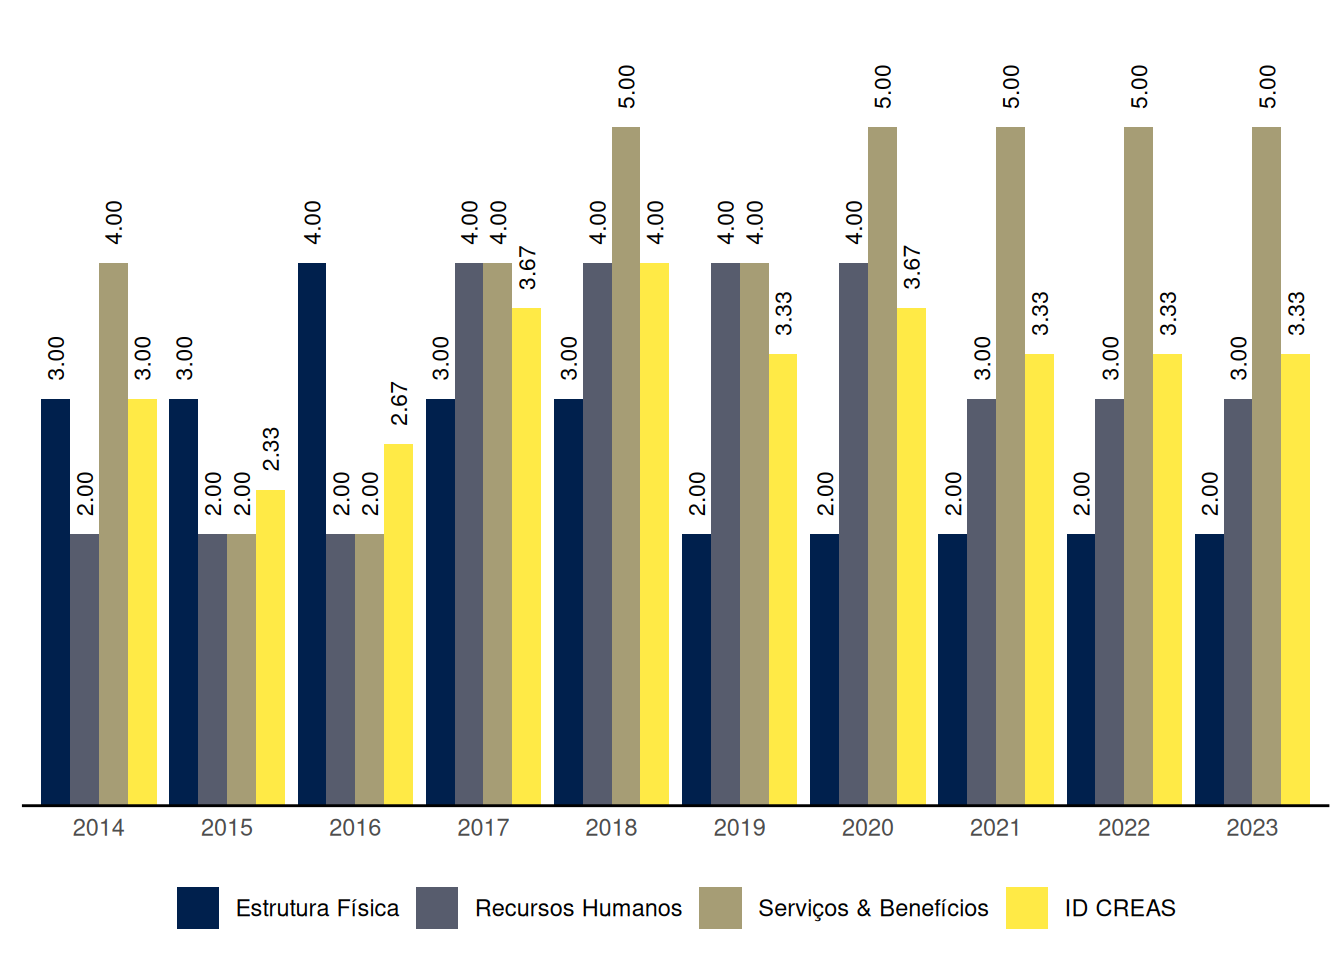 3.00 2.00 4.00 3.00 3.00 2.00 2.00 2.33 4.00 2.00 2.00 2.67 3.00 4.00 4.00 3.67 3.00 4.00 5.00 4.00 2.00 4.00 4.00 3.33 2.00 4.00 5.00 3.67 2.00 3.00 5.00 3.33 2.00 3.00 5.00 3.33 2.00 3.00 5.00 3.33
2014 2015 2016 2017 2018 2019 2020 2021 2022 2023
Estrutura Física Recursos Humanos Serviços & Benefícios ID CREAS